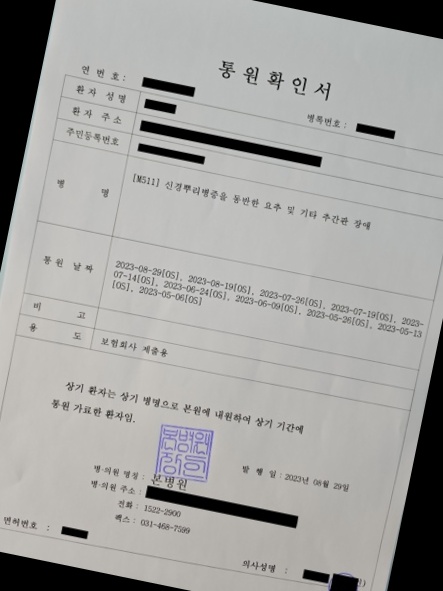 통원확인서
연 번 호 :
병록번호 :
환 자 성 명
환 자 주 소
주민등록번호
병 명
[M511] 신경뿌리병증을 동반한 요추 및 기타 추간판 장애
통 원 날 짜
2023-08-29[OS], 2023-08-19[OS], 2023-07-26[OS], 2023-07-19[OS], 2023-
07-14[OS], 2023-06-24[OS], 2023-06-09[OS], 2023-05-26[OS], 2023-05-13
[OS], 2023-05-06[OS]
비 고
용 도
보험회사 제출용
상기 환자는 상기 병명으로 본원에 내원하여 상기 기간에
통원 가료한 환자임.
발 행 일 : 2023년 08월 29일
병·의원 명칭 : 본병원
병·의원 주소 :
전화 : 1522-2900
팩스 : 031-468-7599
면허번호 :
의사성명 :